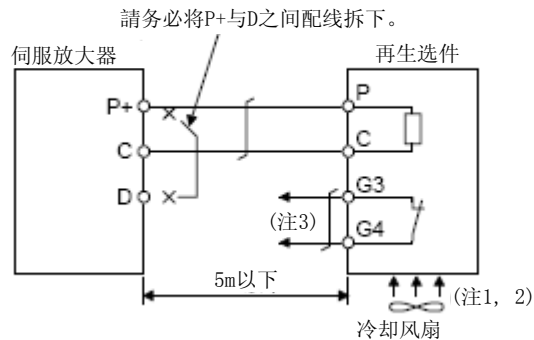 請务必将P+与D之间配线拆下。
伺服放大器
再生选件
P+
P
C
C
D
G3
(注3)
G4
5m以下
(注1, 2)
冷却风扇